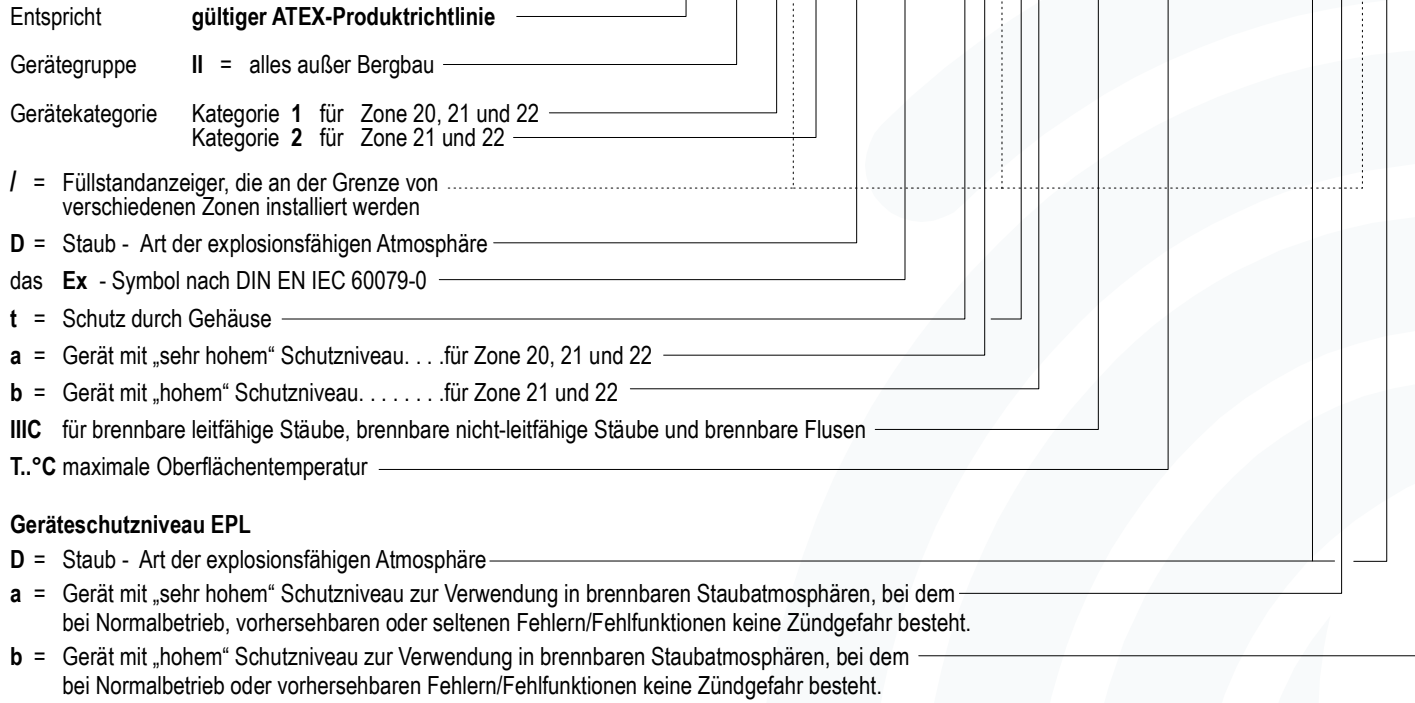 Entspricht gültiger ATEX-Produktrichtlinie
Gerätegruppe II = alles außer Bergbau
Gerätekategorie Kategorie 1 für Zone 20, 21 und 22
Kategorie 2 für Zone 21 und 22
/ = Füllstandanzeiger, die an der Grenze von
verschiedenen Zonen installiert werden
D = Staub - Art der explosionsfähigen Atmosphäre
das Ex - Symbol nach DIN EN IEC 60079-0
t = Schutz durch Gehäuse
a = Gerät mit „sehr hohem“ Schutzniveau. . . .für Zone 20, 21 und 22
b = Gerät mit „hohem“ Schutzniveau. . . . . . . .für Zone 21 und 22
IIIC für brennbare leitfähige Stäube, brennbare nicht-leitfähige Stäube und brennbare Flusen
T..°C maximale Oberflächentemperatur
Geräteschutzniveau EPL
D = Staub - Art der explosionsfähigen Atmosphäre
a = Gerät mit „sehr hohem“ Schutzniveau zur Verwendung in brennbaren Staubatmosphären, bei dem
bei Normalbetrieb, vorhersehbaren oder seltenen Fehlern/Fehlfunktionen keine Zündgefahr besteht.
b = Gerät mit „hohem“ Schutzniveau zur Verwendung in brennbaren Staubatmosphären, bei dem
bei Normalbetrieb oder vorhersehbaren Fehlern/Fehlfunktionen keine Zündgefahr besteht.